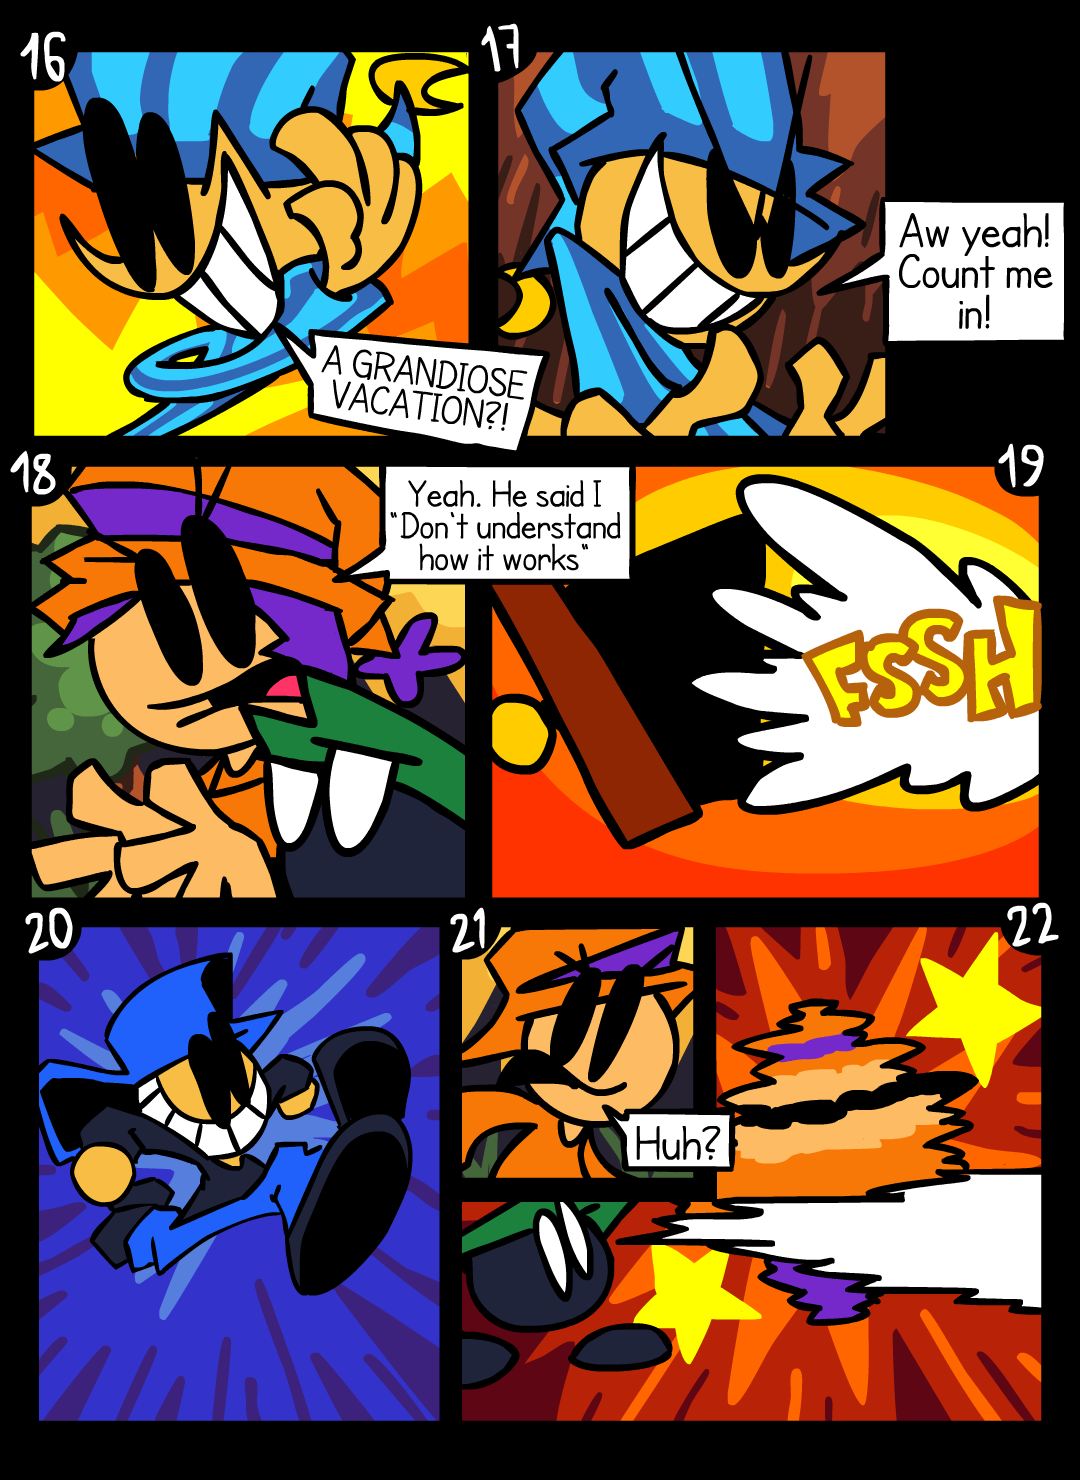 16
A GRANDIOSE
VACATION?!
17
Aw yeah!
Count me
in!
18
Yeah. He said I
"Don't understand
how it works"
19
FSSH
20
21
Huh?
22